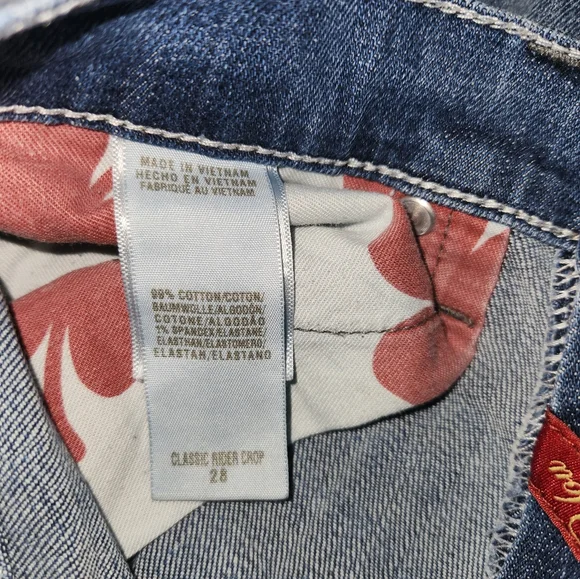 MADE IN VIETNAM
HECHO EN VIETNAM
FABRIQUÉ AU VIETNAM
99% COTTON/COTON/
BAUMWOLLE/ALGODÓN/
COTONE/ALGODÃO
1% SPANDEX/ELASTANE/
ELASTHAN/ELASTOMERO/
ELASTAN/ELASTANO
CLASSIC RIDER CROP
28